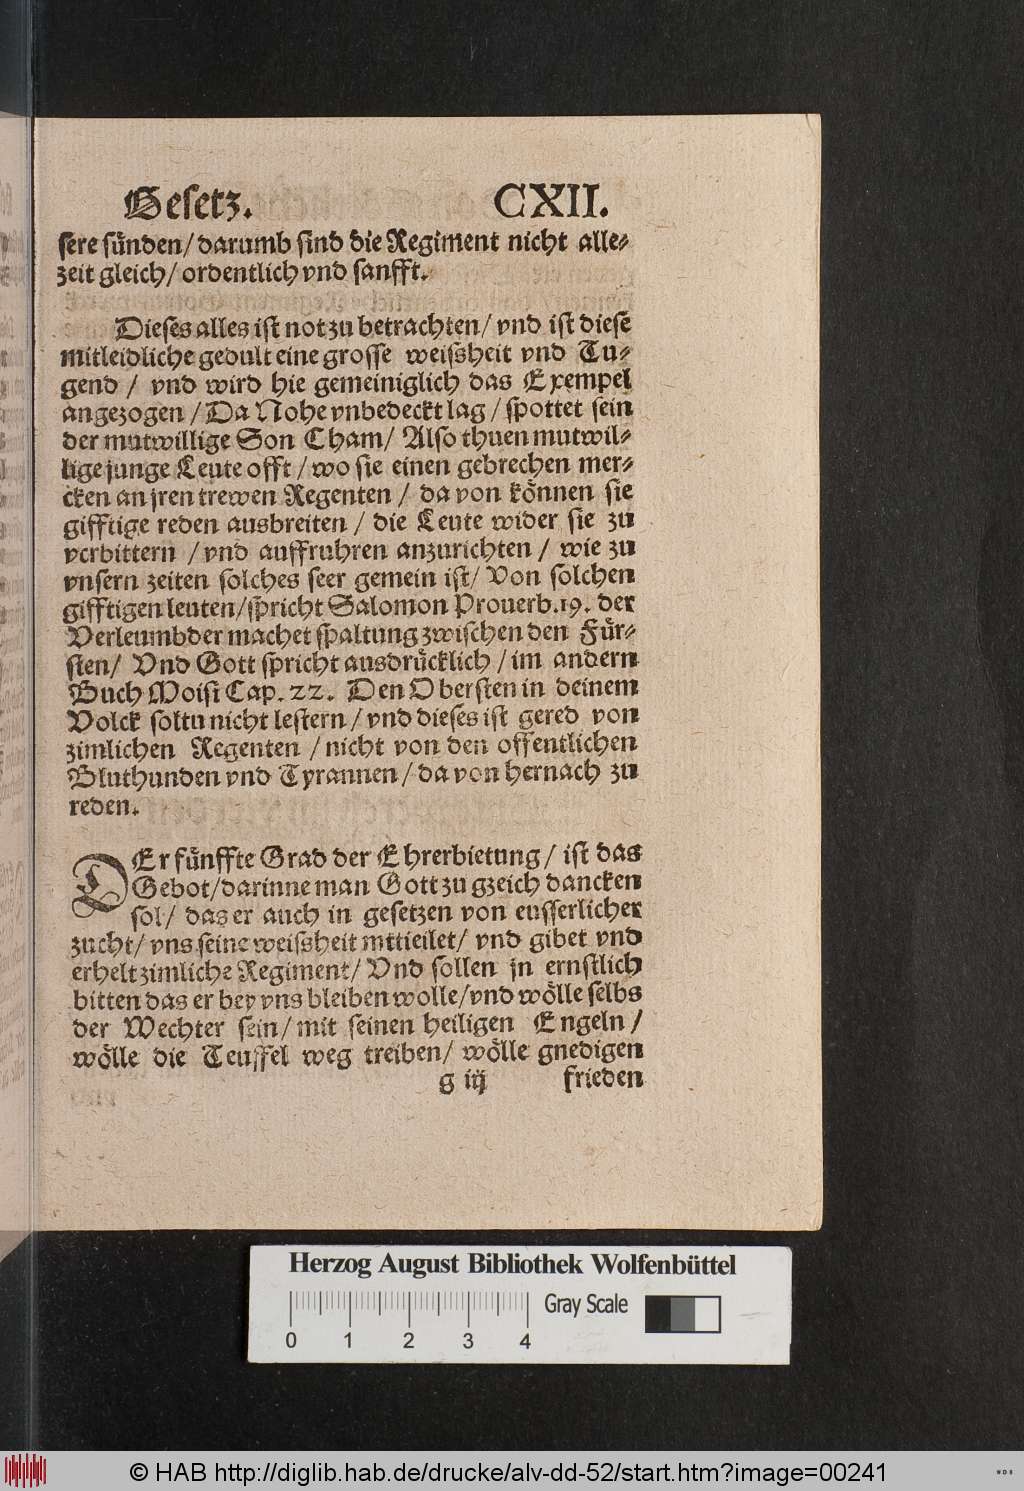 Gesetz. CXII.
sere sünden/ darumb sind die Regiment nicht alle-
zeit gleich/ ordentlich vnd sanfft.
Dieses alles ist not zu betrachten/ vnd ist diese
mitleidliche gedult eine grosse weissheit vnd Tu-
gend / vnd wird hie gemeiniglich das Exempel
angezogen / Da Nohe vnbedeckt lag / spottet sein
der mutwillige Son Cham/ Also thuen mutwil-
lige junge Leute offt / wo sie einen gebrechen mer-
cken an jren trewen Regenten / da von können sie
gifftige reden ausbreiten / die Leute wider sie zu
verbittern / vnd auffruhren anzurichten / wie zu
vnsern zeiten solches seer gemein ist/ Von solchen
gifftigen leuten/spricht Salomon Prouerb.19. der
Verleumbder machet spaltung zwischen den Für-
sten/ Vnd Gott spricht ausdrücklich / im andern
Buch Moisi Cap. 22. Den Obersten in deinem
Volck soltu nicht lestern / vnd dieses ist gered von
zimlichen Regenten / nicht von den offentlichen
Bluthunden vnd Tyrannen / da von hernach zu
reden.
DEr fünffte Grad der Ehrerbietung / ist das
Gebot/darinne man Gott zu gzeich dancken
sol/ das er auch in gesetzen von eusserlicher
zucht/ vns seine weissheit mttieilet/ vnd gibet vnd
erhelt zimliche Regiment/ Vnd sollen jn ernstlich
bitten das er bey vns bleiben wolle/vnd wölle selbs
der Wechter sein/ mit seinen heiligen Engeln /
wölle die Teuffel weg treiben/ wölle gnedigen
g iij frieden
Herzog August Bibliothek Wolfenbüttel
0 1 2 3 4 Gray Scale
© HAB http://diglib.hab.de/drucke/alv-dd-52/start.htm?image=00241